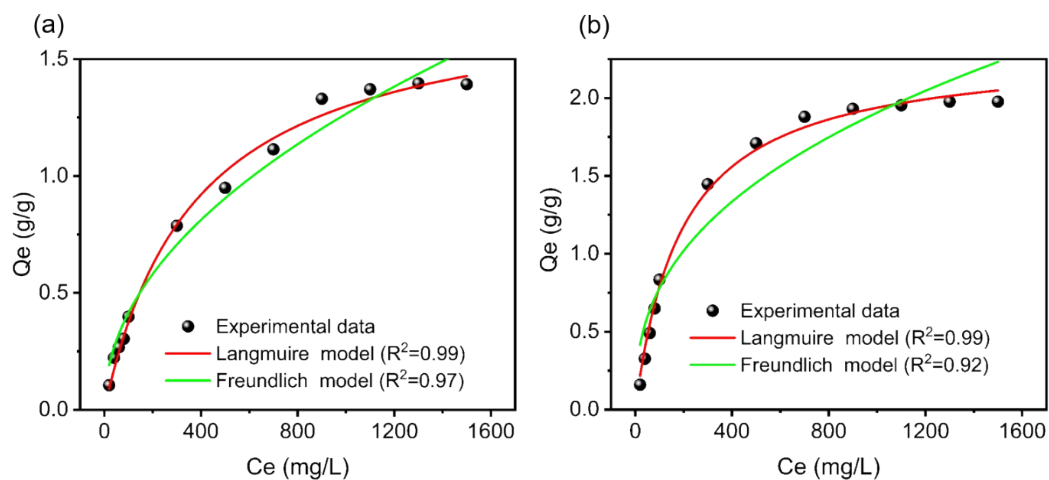 (a)
1.5
1.0
0.5
0.0
Qe (g/g)
Experimental data
Langmuire model (R²=0.99)
Freundlich model (R²=0.97)
0 400 800 1200 1600
Ce (mg/L)
(b)
2.0
1.5
1.0
0.5
0.0
Qe (g/g)
Experimental data
Langmuire model (R²=0.99)
Freundlich model (R²=0.92)
0 400 800 1200 1600
Ce (mg/L)